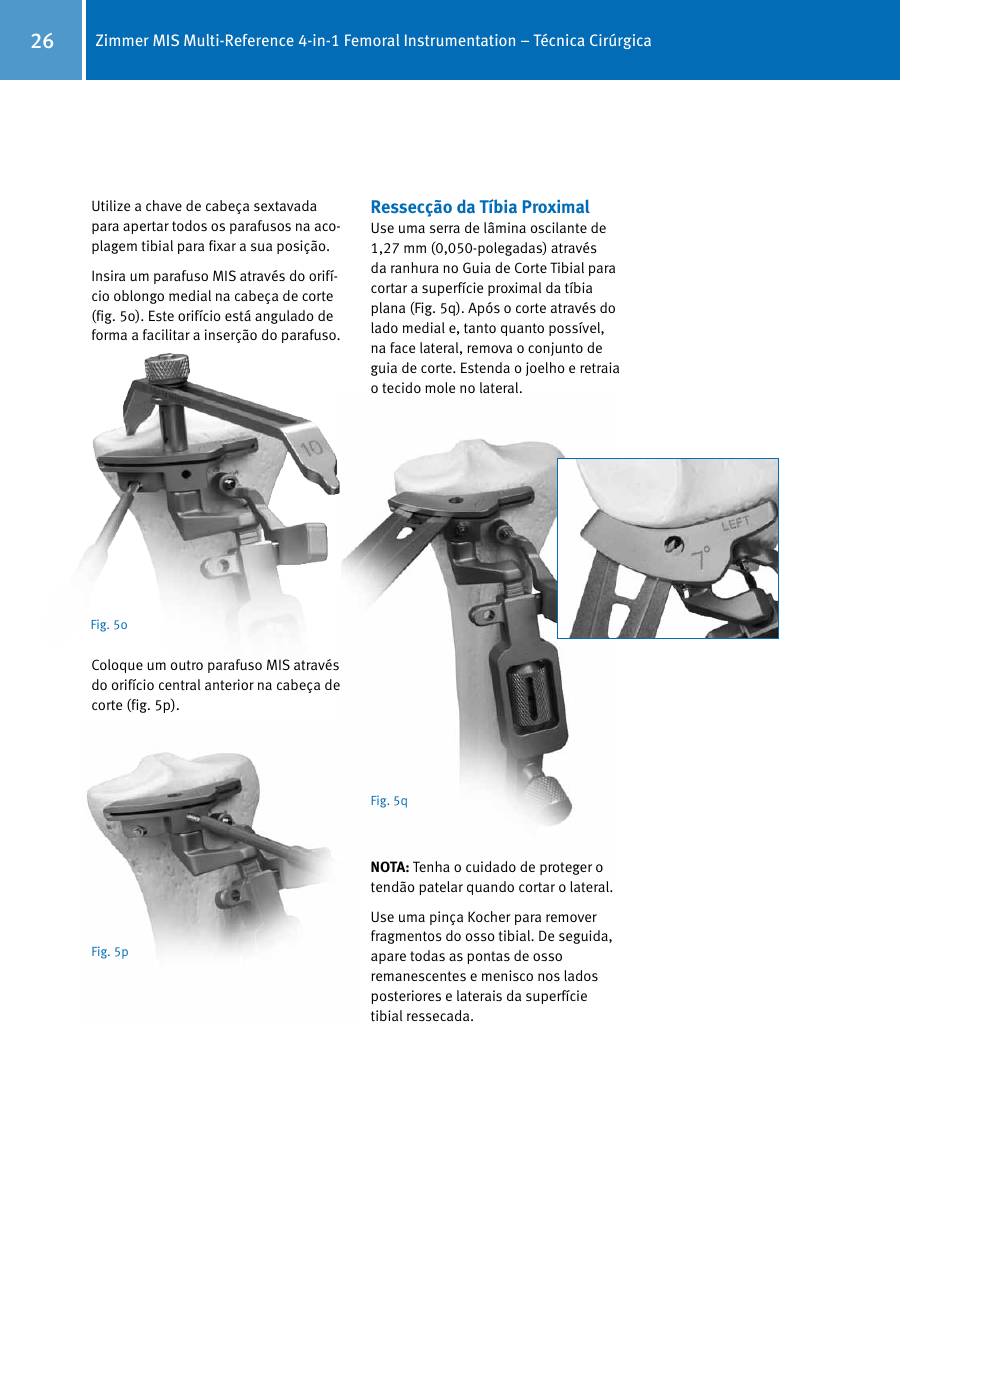 26
Zimmer MIS Multi-Reference 4-in-1 Femoral Instrumentation – Técnica Cirúrgica
Utilize a chave de cabeça sextavada
para apertar todos os parafusos na aco-
plagem tibial para fixar a sua posição.
Insira um parafuso MIS através do orifí-
cio oblongo medial na cabeça de corte
(fig. 5o). Este orifício está angulado de
forma a facilitar a inserção do parafuso.
10
Fig. 5o
Coloque um outro parafuso MIS através
do orifício central anterior na cabeça de
corte (fig. 5p).
Fig. 5p
Ressecção da Tíbia Proximal
Use uma serra de lâmina oscilante de
1,27 mm (0,050-polegadas) através
da ranhura no Guia de Corte Tibial para
cortar a superfície proximal da tíbia
plana (Fig. 5q). Após o corte através do
lado medial e, tanto quanto possível,
na face lateral, remova o conjunto de
guia de corte. Estenda o joelho e retraia
o tecido mole no lateral.
LEFT
7°
Fig. 5q
NOTA: Tenha o cuidado de proteger o
tendão patelar quando cortar o lateral.
Use uma pinça Kocher para remover
fragmentos do osso tibial. De seguida,
apare todas as pontas de osso
remanescentes e menisco nos lados
posteriores e laterais da superfície
tibial ressecada.